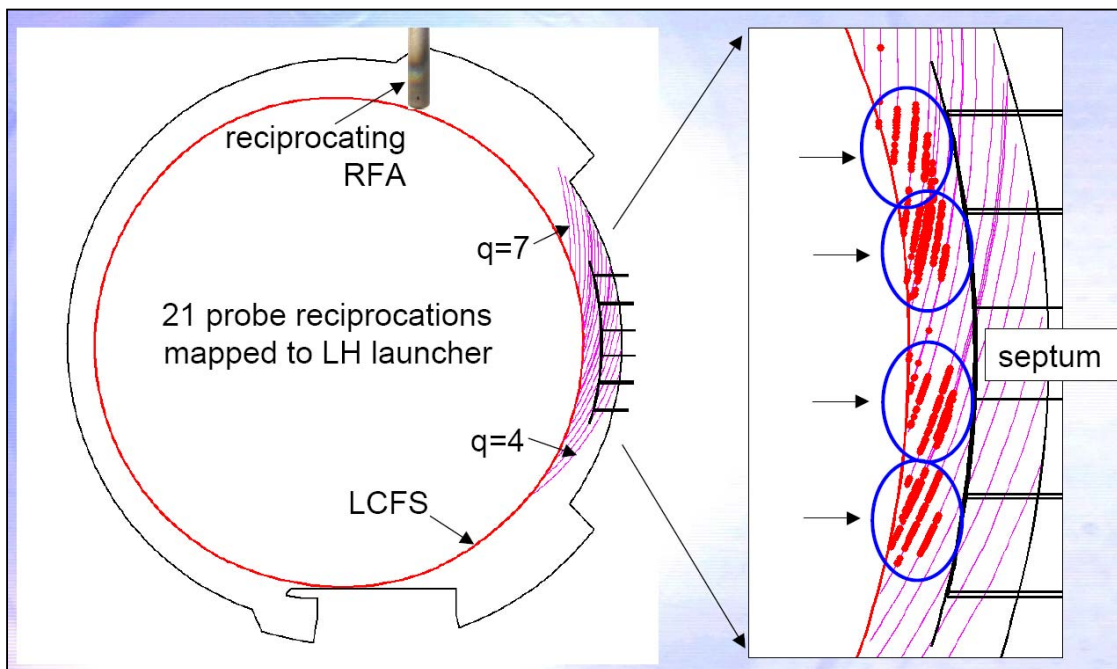 reciprocating
RFA
q=7
21 probe reciprocations
mapped to LH launcher
q=4
LCFS
septum